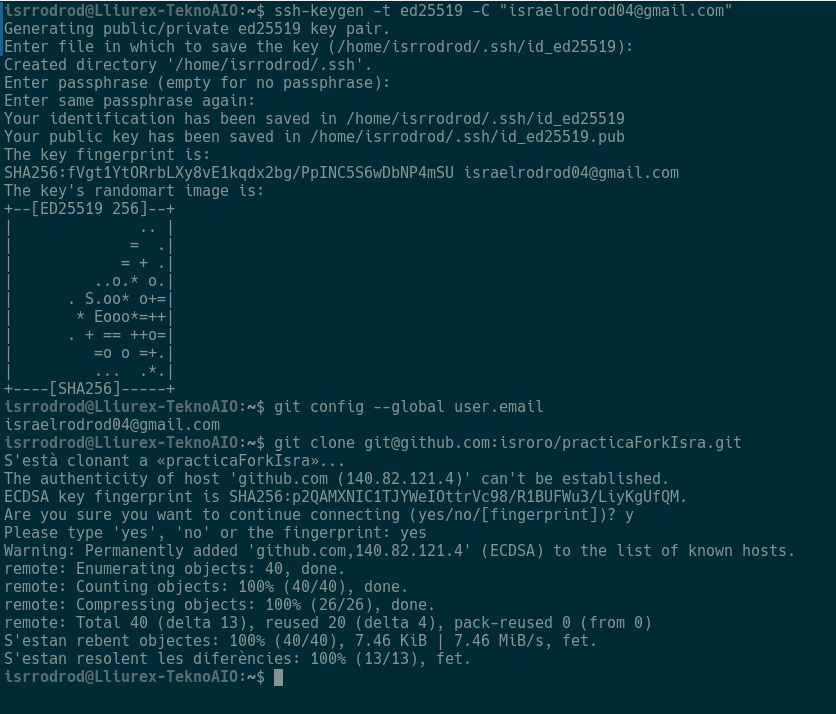 isrrodrod@Lliurex-TeknoAIO:~$ ssh-keygen -t ed25519 -C "israelrodrod04@gmail.com"
Generating public/private ed25519 key pair.
Enter file in which to save the key (/home/isrrodrod/.ssh/id_ed25519):
Created directory '/home/isrrodrod/.ssh'.
Enter passphrase (empty for no passphrase):
Enter same passphrase again:
Your identification has been saved in /home/isrrodrod/.ssh/id_ed25519
Your public key has been saved in /home/isrrodrod/.ssh/id_ed25519.pub
The key fingerprint is:
SHA256:fVgt1YtORrbLXy8vE1kqdx2bg/PpINC5S6wDbNP4mSU israelrodrod04@gmail.com
The key's randomart image is:
+--[ED25519 256]--+
|              .. |
|             =  .|
|            = + .|
|         ..o.* o.|
|      . S.oo* o+=|
|       * Eooo*=++|
|      . + == ++o=|
|         =o o =+.|
|         ...  .*.|
+----[SHA256]-----+
isrrodrod@Lliurex-TeknoAIO:~$ git config --global user.email
israelrodrod04@gmail.com
isrrodrod@Lliurex-TeknoAIO:~$ git clone git@github.com:isroro/practicaForkIsra.git
S'està clonant a «practicaForkIsra»...
The authenticity of host 'github.com (140.82.121.4)' can't be established.
ECDSA key fingerprint is SHA256:p2QAMXNIC1TJYWeIOttrVc98/R1BUFWu3/LiyKgUfQM.
Are you sure you want to continue connecting (yes/no/[fingerprint])? y
Please type 'yes', 'no' or the fingerprint: yes
Warning: Permanently added 'github.com,140.82.121.4' (ECDSA) to the list of known hosts.
remote: Enumerating objects: 40, done.
remote: Counting objects: 100% (40/40), done.
remote: Compressing objects: 100% (26/26), done.
remote: Total 40 (delta 13), reused 20 (delta 4), pack-reused 0 (from 0)
S'estan rebent objectes: 100% (40/40), 7.46 KiB | 7.46 MiB/s, fet.
S'estan resolent les diferències: 100% (13/13), fet.
isrrodrod@Lliurex-TeknoAIO:~$